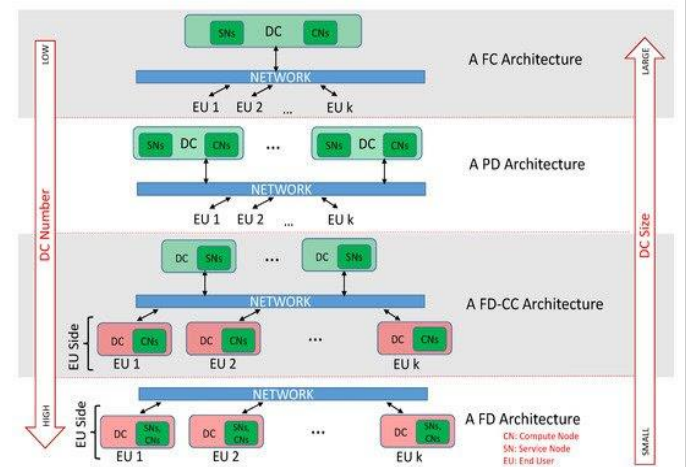 LOW
DC Number
HIGH
LARGE
DC Size
SMALL
SNs DC CNs
A FC Architecture
NETWORK
EU 1 EU 2 ... EU k
SNs DC CNs ... SNs DC CNs
A PD Architecture
NETWORK
EU 1 EU 2 ... EU k
DC SNs ... DC SNs
A FD-CC Architecture
NETWORK
EU Side
DC CNs DC CNs ... DC CNs
EU 1 EU 2 EU k
NETWORK
A FD Architecture
EU Side
DC SNs, CNs DC SNs, CNs ... DC SNs, CNs
EU 1 EU 2 EU k
CN: Compute Node
SN: Service Node
EU: End User